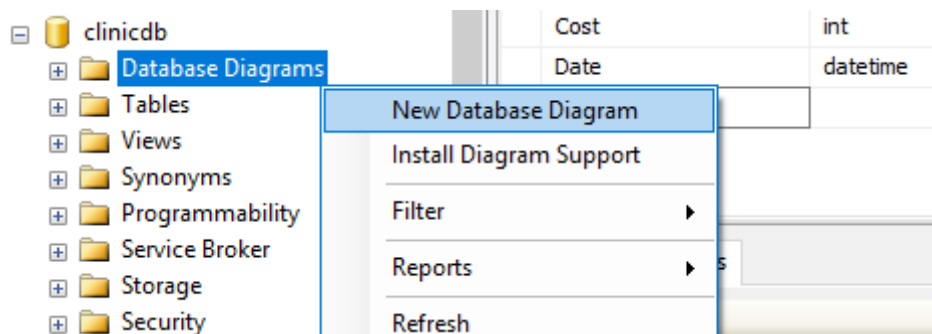 clinicdb
Database Diagrams
Tables
Views
Synonyms
Programmability
Service Broker
Storage
Security
New Database Diagram
Install Diagram Support
Filter
Reports
Refresh
Cost int
Date datetime
s